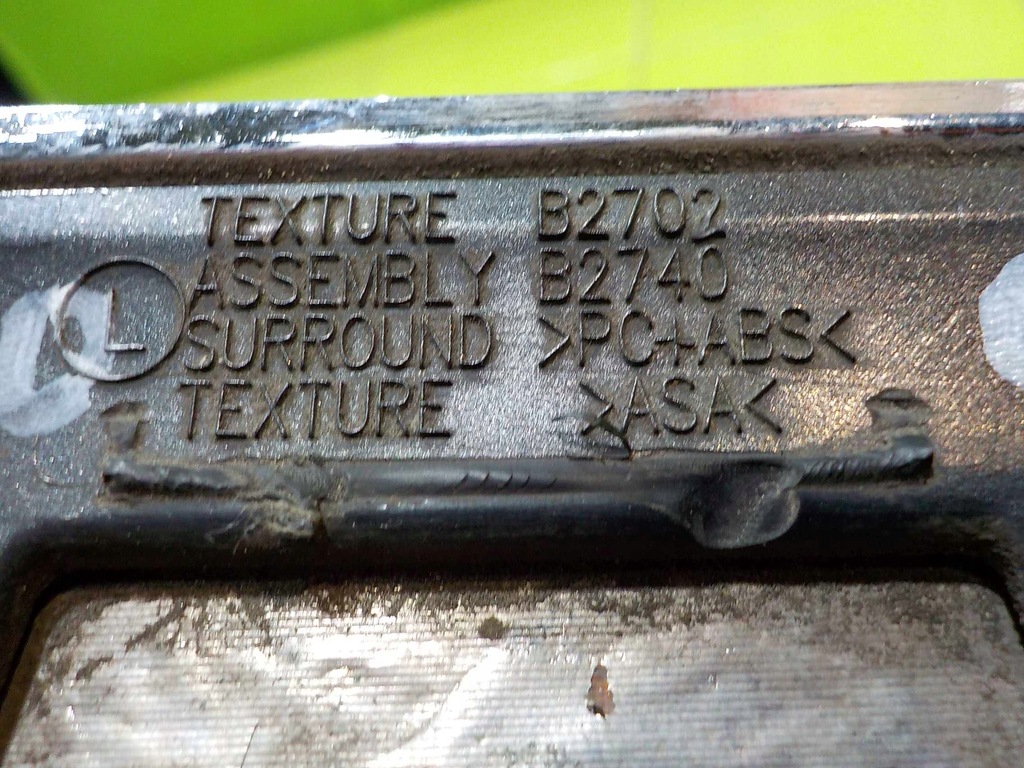 TEXTURE B2702
L ASSEMBLY B2740
SURROUND >PC+ABS<
TEXTURE >ASA<